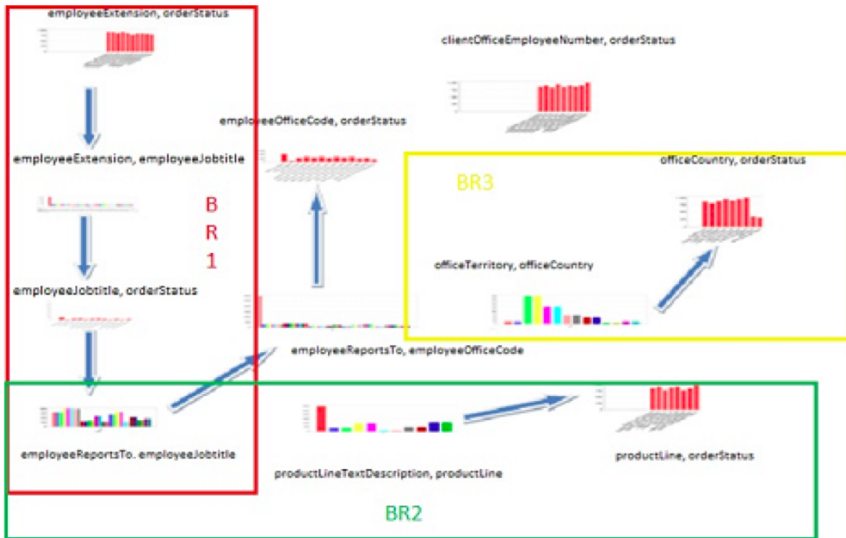 employeeExtension, orderStatus
clientOfficeEmployeeNumber, orderStatus
employeeOfficeCode, orderStatus
employeeExtension, employeeJobtitle
officeCountry, orderStatus
BR3
B
R
1
officeTerritory, officeCountry
employeeJobtitle, orderStatus
employeeReportsTo, employeeOfficeCode
employeeReportsTo. employeeJobtitle
productLineTextDescription, productLine
productLine, orderStatus
BR2